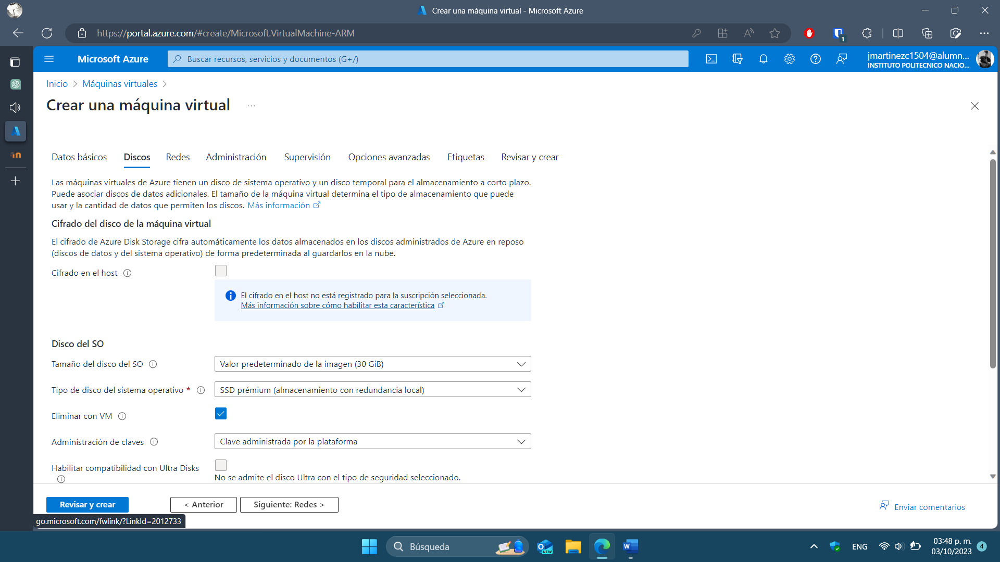 Crear una máquina virtual - Microsoft Azure
https://portal.azure.com/#create/Microsoft.VirtualMachine-ARM
1
Microsoft Azure
Buscar recursos, servicios y documentos (G+/)
jmartinezc1504@alumn...
INSTITUTO POLITECNICO NACIO...
Inicio > Máquinas virtuales >
Crear una máquina virtual ...
Datos básicos Discos Redes Administración Supervisión Opciones avanzadas Etiquetas Revisar y crear
Las máquinas virtuales de Azure tienen un disco de sistema operativo y un disco temporal para el almacenamiento a corto plazo.
Puede asociar discos de datos adicionales. El tamaño de la máquina virtual determina el tipo de almacenamiento que puede
usar y la cantidad de datos que permiten los discos. Más información
Cifrado del disco de la máquina virtual
El cifrado de Azure Disk Storage cifra automáticamente los datos almacenados en los discos administrados de Azure en reposo
(discos de datos y del sistema operativo) de forma predeterminada al guardarlos en la nube.
Cifrado en el host
El cifrado en el host no está registrado para la suscripción seleccionada.
Más información sobre cómo habilitar esta característica
Disco del SO
Tamaño del disco del SO
Valor predeterminado de la imagen (30 GiB)
Tipo de disco del sistema operativo *
SSD prémium (almacenamiento con redundancia local)
Eliminar con VM
Administración de claves
Clave administrada por la plataforma
Habilitar compatibilidad con Ultra Disks
No se admite el disco Ultra con el tipo de seguridad seleccionado.
Revisar y crear
< Anterior
Siguiente: Redes >
Enviar comentarios
go.microsoft.com/fwlink/?LinkId=2012733
Búsqueda
NEW
ENG
03:48 p. m.
03/10/2023
4